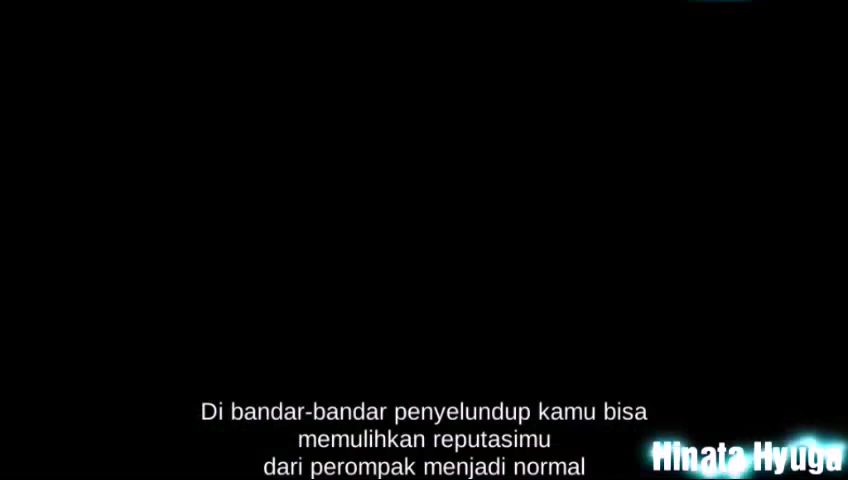 Di bandar-bandar penyelundup kamu bisa
memulihkan reputasimu
dari perompak menjadi normal
Hinata Hyuga